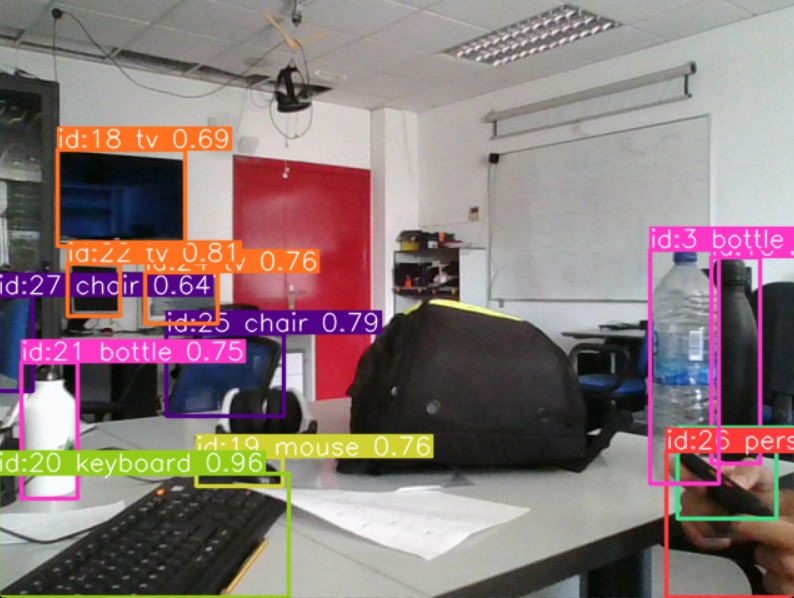 id:18 tv 0.69
id:22 tv 0.81
tv 0.76
id:3 bottle
id:27 chair 0.64
id:25 chair 0.79
id:21 bottle 0.75
id:26 pers
id:19 mouse 0.76
id:20 keyboard 0.96